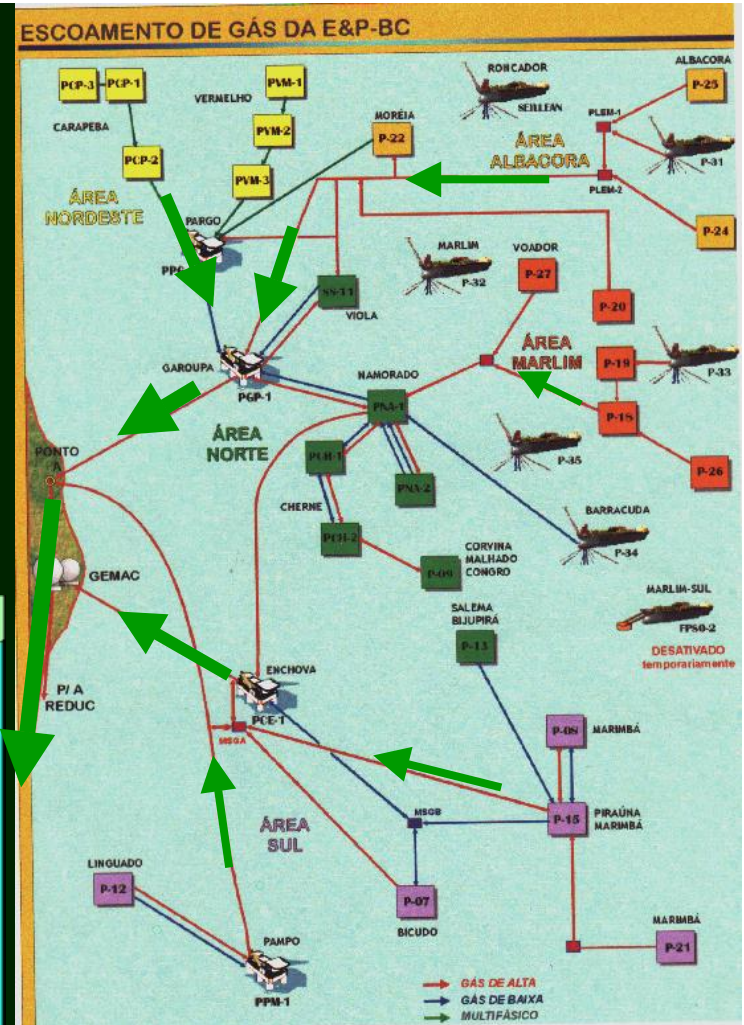 ESCOAMENTO DE GÁS DA E&P-BC
PCP-3
PCP-1
CARAPEBA
PCP-2
VERMELHO
PVM-1
PVM-2
PVM-3
MORÉIA
P-22
RONCADOR
SEILLEAN
ALBACORA
P-25
PLEM-1
P-31
ÁREA
ALBACORA
PLEM-2
P-24
ÁREA
NORDESTE
PARGO
SS-11
VIOLA
MARLIM
P-32
VOADOR
P-27
P-20
GAROUPA
PGP-1
NAMORADO
PNA-1
ÁREA
MARLIM
P-19
P-33
P-18
P-26
P-35
ÁREA
NORTE
PCH-1
PNA-2
CHERNE
PCH-2
P-09
CORVINA
MALHADO
CONGRO
BARRACUDA
P-34
PONTO
A
GEMAC
P/ A
REDUC
MARLIM-SUL
FPSO-2
DESATIVADO
temporariamente
SALEMA
BIJUPIRÁ
P-13
ENCHOVA
PCE-1
MSGA
P-08
MARIMBÁ
P-15
PIRAÚNA
MARIMBÁ
MSGB
ÁREA
SUL
P-07
BICUDO
LINGUADO
P-12
PAMPO
PPM-1
MARIMBÁ
P-21
GÁS DE ALTA
GÁS DE BAIXA
MULTIFÁSICO